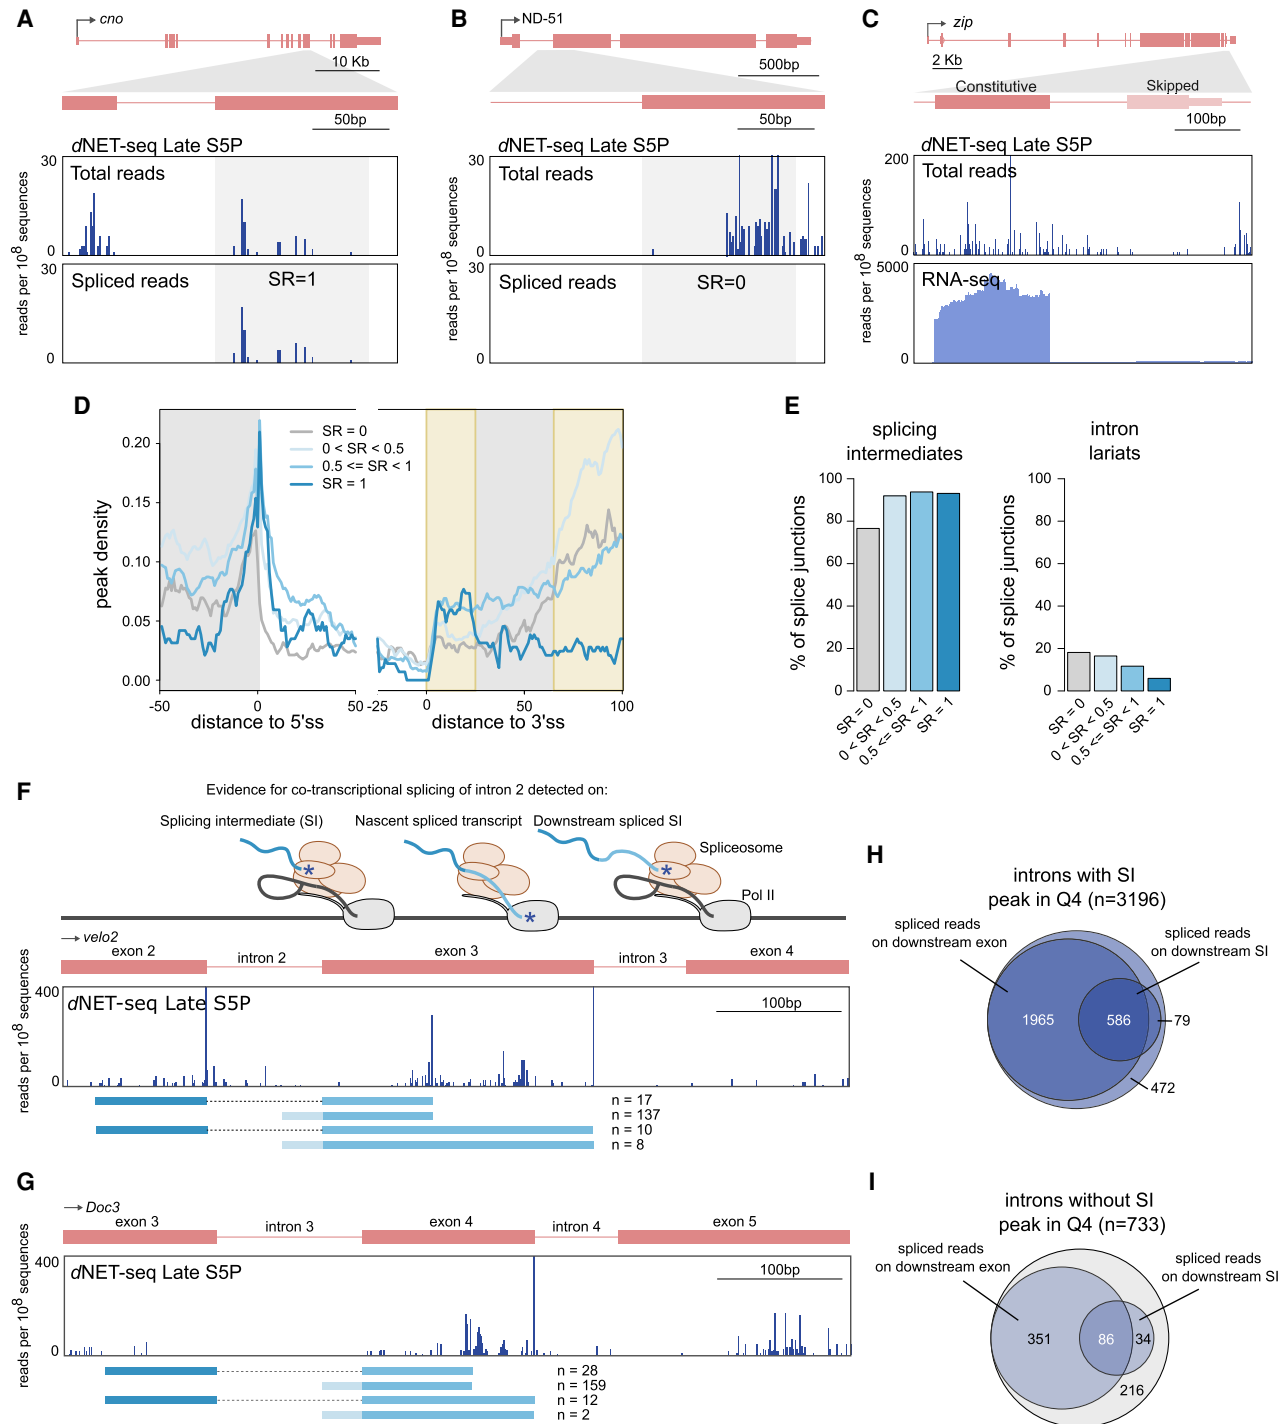 A
cno
10 Kb
50bp
dNET-seq Late S5P
30
Total reads
0
30
Spliced reads
SR=1
0
reads per 10^8 sequences
B
ND-51
500bp
50bp
dNET-seq Late S5P
30
Total reads
0
30
Spliced reads
SR=0
0
reads per 10^8 sequences
C
zip
2 Kb
Constitutive
Skipped
100bp
dNET-seq Late S5P
200
Total reads
0
5000
RNA-seq
0
reads per 10^8 sequences
D
SR = 0
0 < SR < 0.5
0.5 <= SR < 1
SR = 1
0.20
0.15
0.10
0.05
0.00
peak density
-50
0
50
-25
0
50
100
distance to 5'ss
distance to 3'ss
E
splicing
intermediates
100
80
60
40
20
0
% of splice junctions
SR = 0
0 < SR < 0.5
0.5 <= SR < 1
SR = 1
intron
lariats
100
80
60
40
20
0
% of splice junctions
SR = 0
0 < SR < 0.5
0.5 <= SR < 1
SR = 1
F
Evidence for co-transcriptional splicing of intron 2 detected on:
Splicing intermediate (SI)
Nascent spliced transcript
Downstream spliced SI
Spliceosome
Pol II
*
*
*
velo2
exon 2
intron 2
exon 3
intron 3
exon 4
400
dNET-seq Late S5P
100bp
0
reads per 10^8 sequences
n = 17
n = 137
n = 10
n = 8
G
Doc3
exon 3
intron 3
exon 4
intron 4
exon 5
400
dNET-seq Late S5P
100bp
0
reads per 10^8 sequences
n = 28
n = 159
n = 12
n = 2
H
introns with SI
peak in Q4 (n=3196)
spliced reads
on downstream exon
spliced reads
on downstream SI
1965
586
79
472
I
introns without SI
peak in Q4 (n=733)
spliced reads
on downstream exon
spliced reads
on downstream SI
351
86
34
216